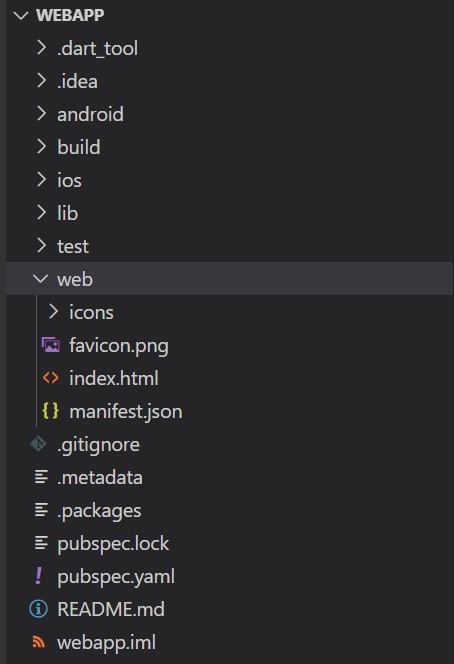 WEBAPP
.dart_tool
.idea
android
build
ios
lib
test
web
icons
favicon.png
index.html
manifest.json
.gitignore
.metadata
.packages
pubspec.lock
pubspec.yaml
README.md
webapp.iml